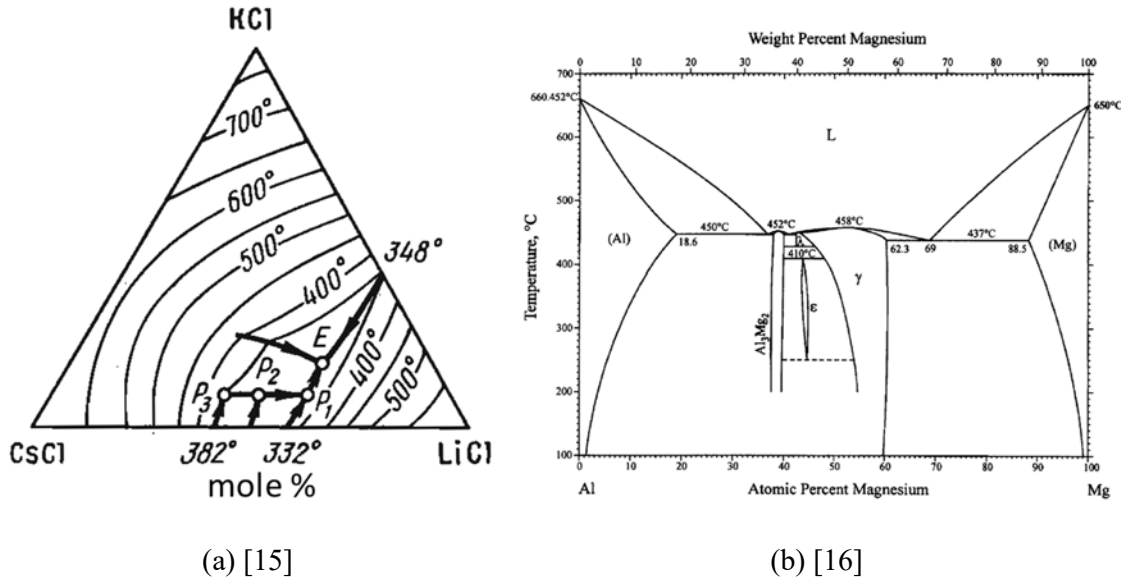 KCl
700°
600°
500°
400°
348°
E
400°
500°
P2
P3
P1
CsCl
382°
332°
LiCl
mole %
(a) [15]
Weight Percent Magnesium
0 10 20 30 40 50 60 70 80 90 100
700
660.452°C
650°C
600
L
500
450°C
452°C
458°C
437°C
(Al)
18.6
62.3
69
88.5
(Mg)
410°C
400
γ
ε
Al3Mg2
300
200
100
Temperature, °C
0 10 20 30 40 50 60 70 80 90 100
Al
Atomic Percent Magnesium
Mg
(b) [16]